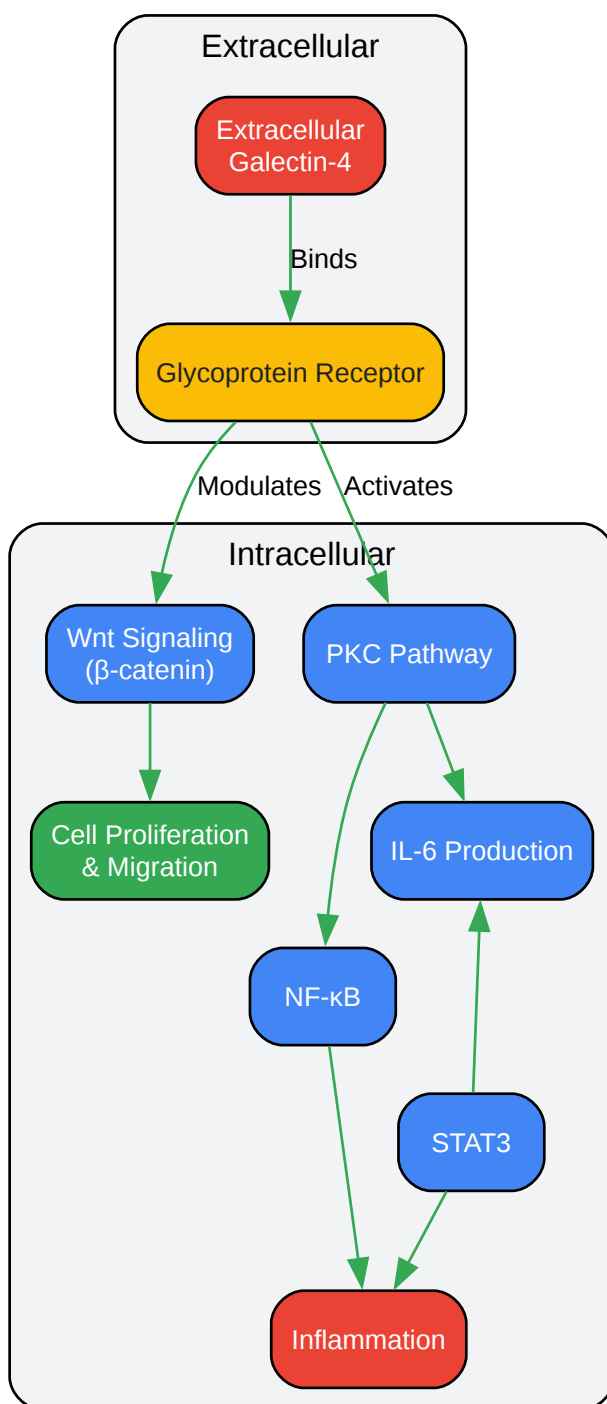 Extracellular
Extracellular
Galectin-4
Binds
Glycoprotein Receptor
Modulates
Activates
Intracellular
Wnt Signaling
(β-catenin)
PKC Pathway
Cell Proliferation
& Migration
IL-6 Production
NF-κB
STAT3
Inflammation